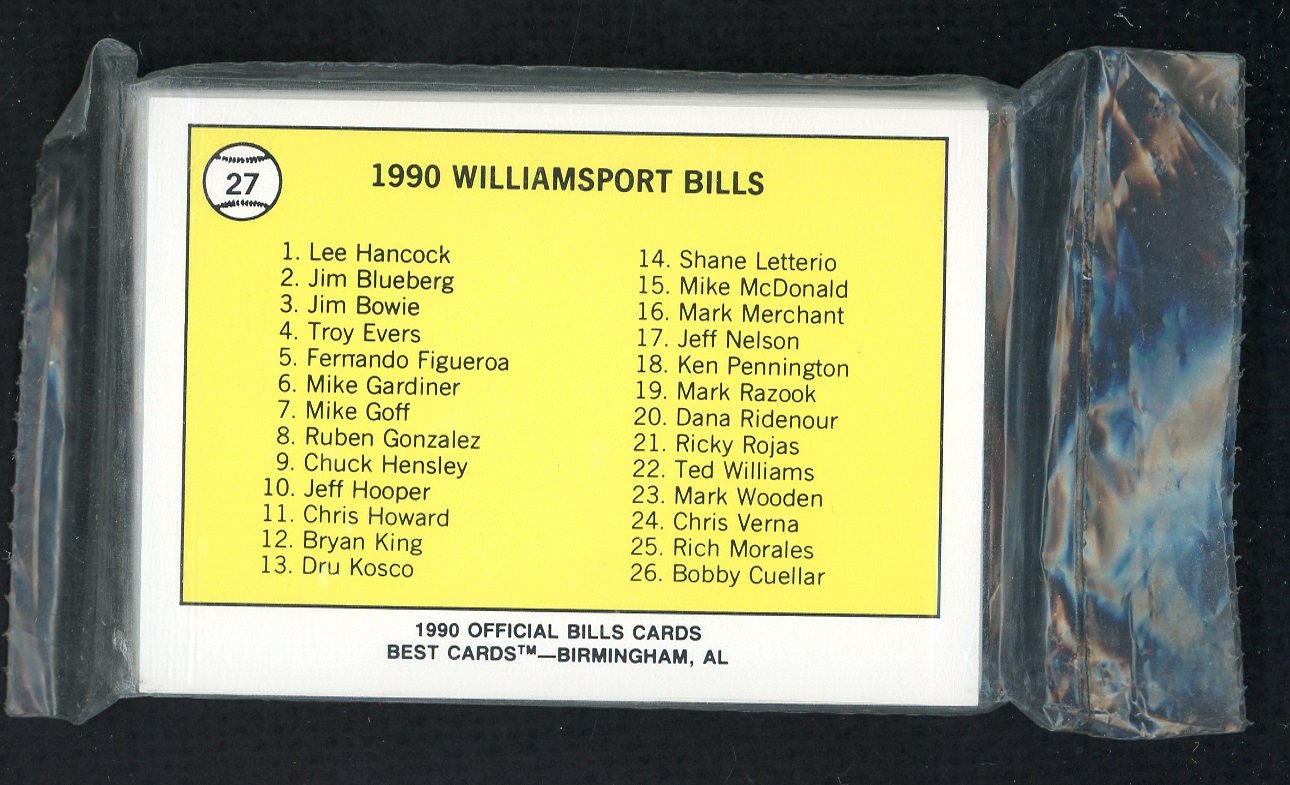 27
1990 WILLIAMSPORT BILLS
1. Lee Hancock
2. Jim Blueberg
3. Jim Bowie
4. Troy Evers
5. Fernando Figueroa
6. Mike Gardiner
7. Mike Goff
8. Ruben Gonzalez
9. Chuck Hensley
10. Jeff Hooper
11. Chris Howard
12. Bryan King
13. Dru Kosco
14. Shane Letterio
15. Mike McDonald
16. Mark Merchant
17. Jeff Nelson
18. Ken Pennington
19. Mark Razook
20. Dana Ridenour
21. Ricky Rojas
22. Ted Williams
23. Mark Wooden
24. Chris Verna
25. Rich Morales
26. Bobby Cuellar
1990 OFFICIAL BILLS CARDS
BEST CARDS™—BIRMINGHAM, AL